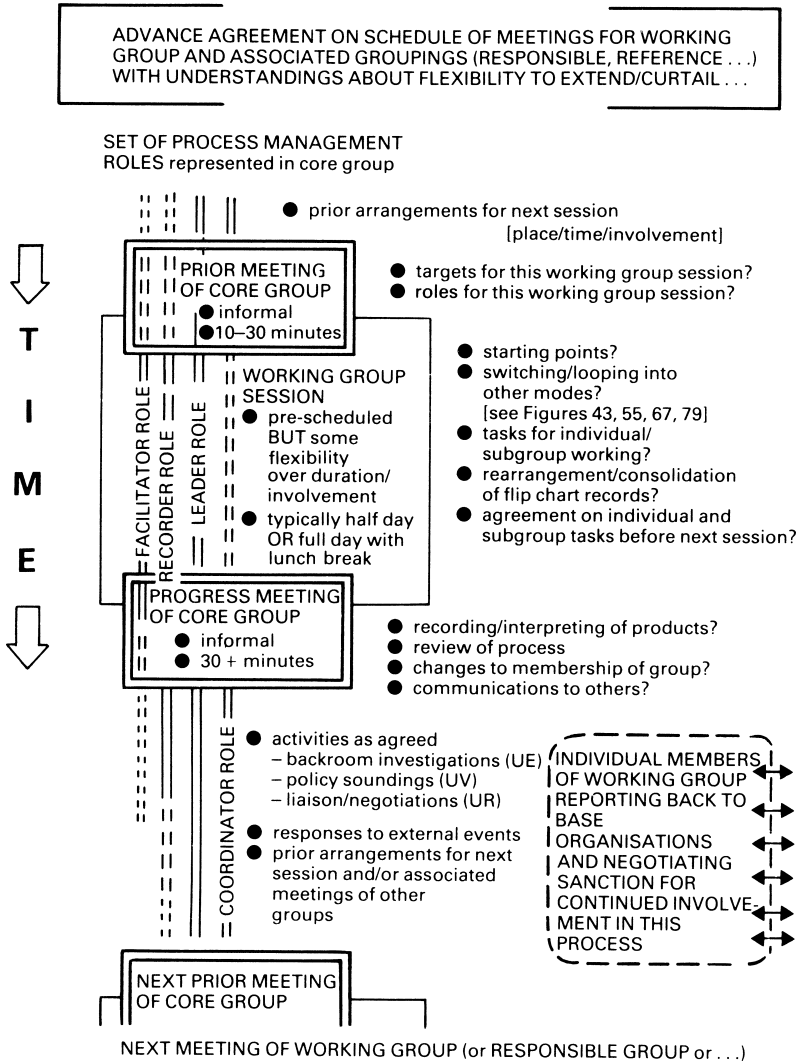 ADVANCE AGREEMENT ON SCHEDULE OF MEETINGS FOR WORKING
GROUP AND ASSOCIATED GROUPINGS (RESPONSIBLE, REFERENCE . . .)
WITH UNDERSTANDINGS ABOUT FLEXIBILITY TO EXTEND/CURTAIL . . .
SET OF PROCESS MANAGEMENT
ROLES represented in core group
● prior arrangements for next session
[place/time/involvement]
PRIOR MEETING
OF CORE GROUP
● informal
● 10–30 minutes
● targets for this working group session?
● roles for this working group session?
TIME
FACILITATOR ROLE
RECORDER ROLE
LEADER ROLE
WORKING GROUP
SESSION
● pre-scheduled
BUT some
flexibility
over duration/
involvement
● typically half day
OR full day with
lunch break
● starting points?
● switching/looping into
other modes?
[see Figures 43, 55, 67, 79]
● tasks for individual/
subgroup working?
● rearrangement/consolidation
of flip chart records?
● agreement on individual and
subgroup tasks before next session?
PROGRESS MEETING
OF CORE GROUP
● informal
● 30 + minutes
● recording/interpreting of products?
● review of process
● changes to membership of group?
● communications to others?
COORDINATOR ROLE
● activities as agreed
– backroom investigations (UE)
– policy soundings (UV)
– liaison/negotiations (UR)
● responses to external events
● prior arrangements for next
session and/or associated
meetings of other
groups
INDIVIDUAL MEMBERS
OF WORKING GROUP
REPORTING BACK TO
BASE
ORGANISATIONS
AND NEGOTIATING
SANCTION FOR
CONTINUED INVOLVE-
MENT IN THIS
PROCESS
NEXT PRIOR MEETING
OF CORE GROUP
NEXT MEETING OF WORKING GROUP (or RESPONSIBLE GROUP or . . .)